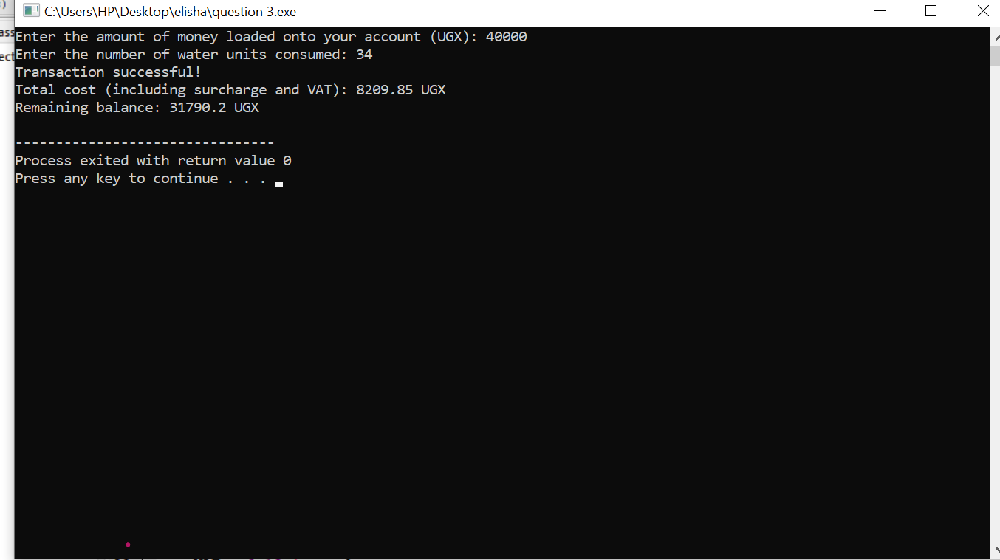 C:\Users\HP\Desktop\elisha\question 3.exe
Enter the amount of money loaded onto your account (UGX): 40000
Enter the number of water units consumed: 34
Transaction successful!
Total cost (including surcharge and VAT): 8209.85 UGX
Remaining balance: 31790.2 UGX
--------------------------------
Process exited with return value 0
Press any key to continue . . .